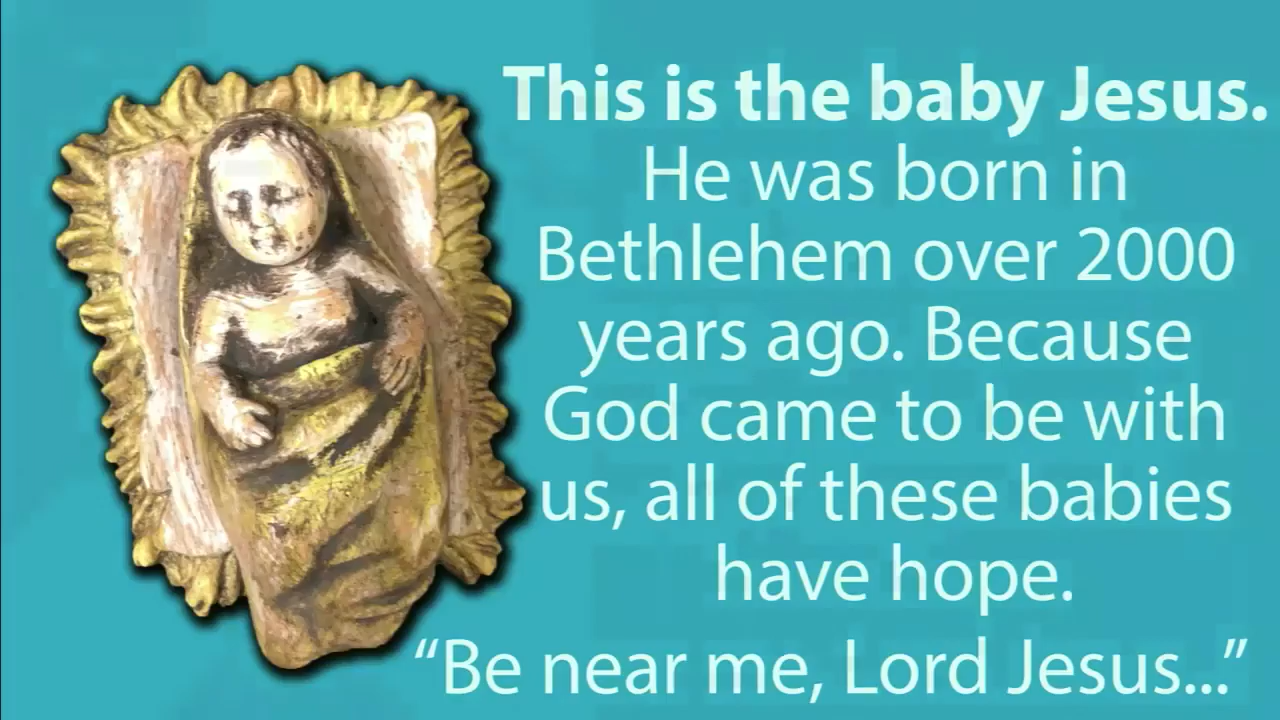 This is the baby Jesus.
He was born in
Bethlehem over 2000
years ago. Because
God came to be with
us, all of these babies
have hope.
“Be near me, Lord Jesus...”